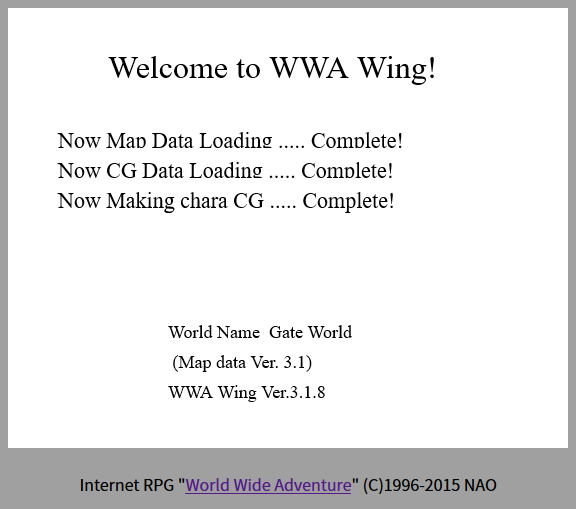 Welcome to WWA Wing!
Now Map Data Loading ..... Complete!
Now CG Data Loading ..... Complete!
Now Making chara CG ..... Complete!
World Name  Gate World
(Map data Ver. 3.1)
WWA Wing Ver.3.1.8
Internet RPG "World Wide Adventure" (C)1996-2015 NAO